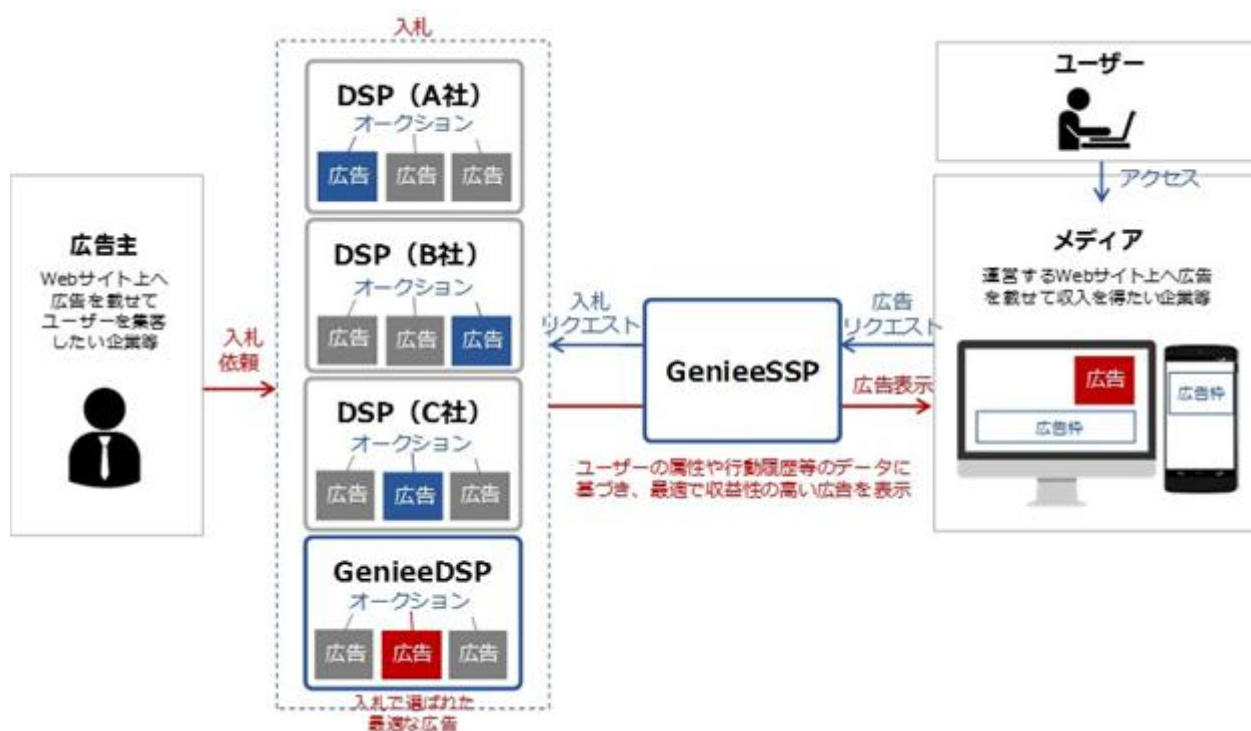 入札
DSP（A社）
オークション
広告 広告 広告
DSP（B社）
オークション
広告 広告 広告
DSP（C社）
オークション
広告 広告 広告
GenieeDSP
オークション
広告 広告 広告
入札で選ばれた
最適な広告
広告主
Webサイト上へ
広告を載せて
ユーザーを集客
したい企業等
入札
依頼
入札
リクエスト
GenieeSSP
広告
リクエスト
広告表示
ユーザーの属性や行動履歴等のデータに
基づき、最適で収益性の高い広告を表示
ユーザー
アクセス
メディア
運営するWebサイト上へ広告
を載せて収入を得たい企業等
広告
広告枠
広告枠